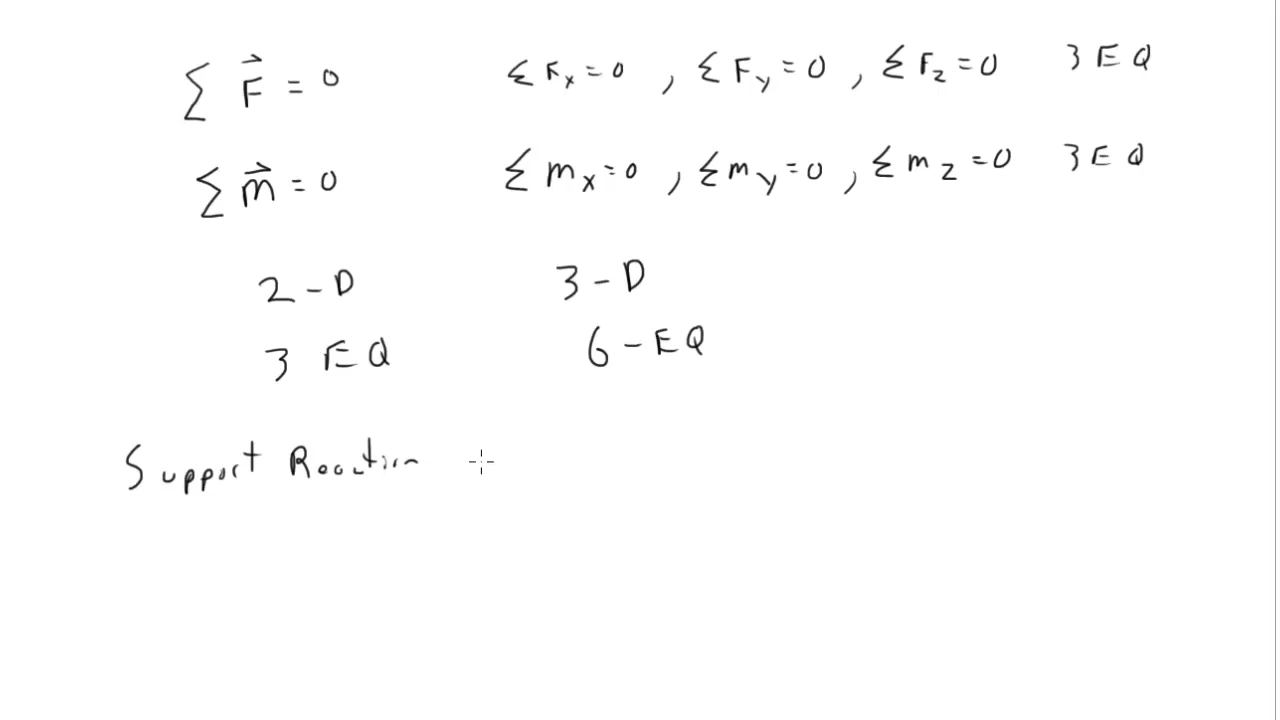 ∑ F⃗ = 0 ∑Fx = 0 , ∑Fy = 0 , ∑Fz = 0 3 EQ
∑ m⃗ = 0 ∑mx = 0 , ∑my = 0 , ∑mz = 0 3 EQ
2 - D 3 - D
3 EQ 6 - EQ
Support Reaction